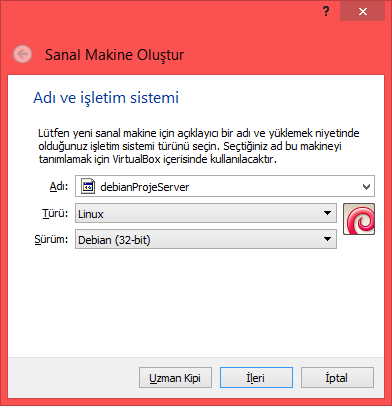 ?
Sanal Makine Oluştur
Adı ve işletim sistemi
Lütfen yeni sanal makine için açıklayıcı bir adı ve yüklemek niyetinde
olduğunuz işletim sistemi türünü seçin. Seçtiğiniz ad bu makineyi
tanımlamak için VirtualBox içerisinde kullanılacaktır.
Adı: debianProjeServer
Türü: Linux
Sürüm: Debian (32-bit)
Uzman Kipi İleri İptal